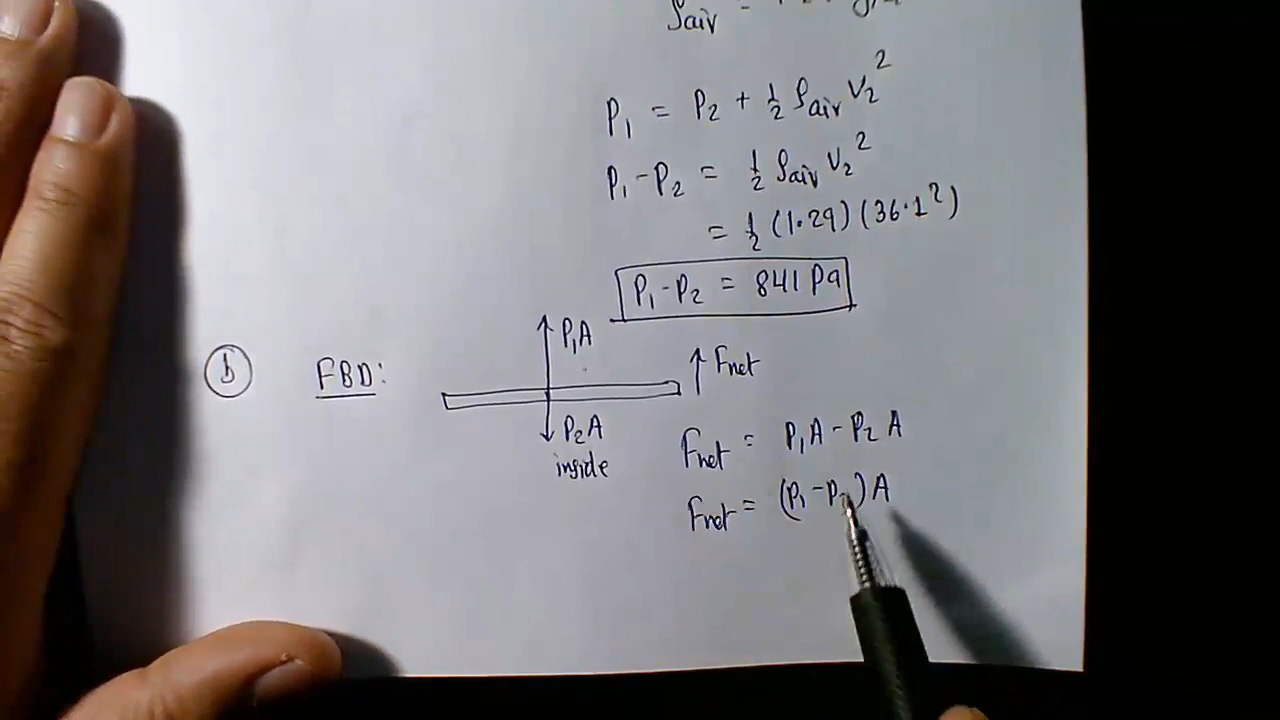 ρair =
P₁ = P₂ + ½ ρair V₂²
P₁ - P₂ = ½ ρair V₂²
= ½ (1.29) (36.1²)
P₁ - P₂ = 841 Pa
b FBD:
P₁A
Fnet
P₂A
inside
Fnet = P₁A - P₂ A
Fnet = (P₁ - P₂) A